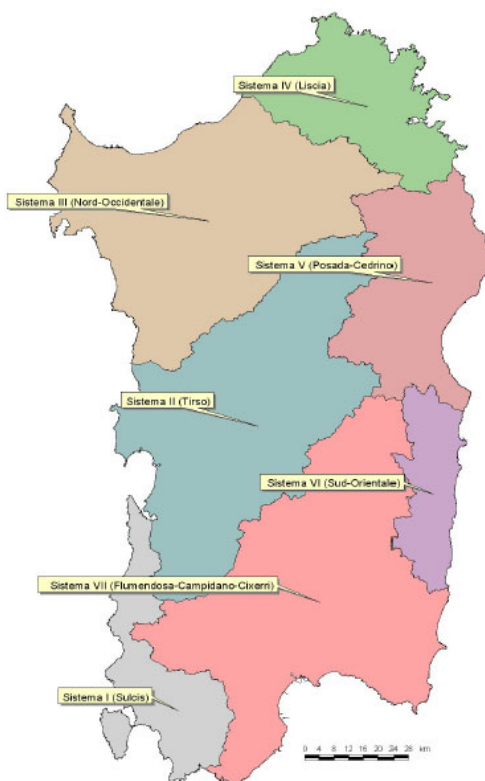 Sistema IV (Liscia)
Sistema III (Nord-Occidentale)
Sistema V (Posada-Cedrino)
Sistema II (Tirso)
Sistema VI (Sud-Orientale)
Sistema VII (Flumendosa-Campidano-Cixerri)
Sistema I (Sulcis)
0 4 8 12 16 20 24 28 km